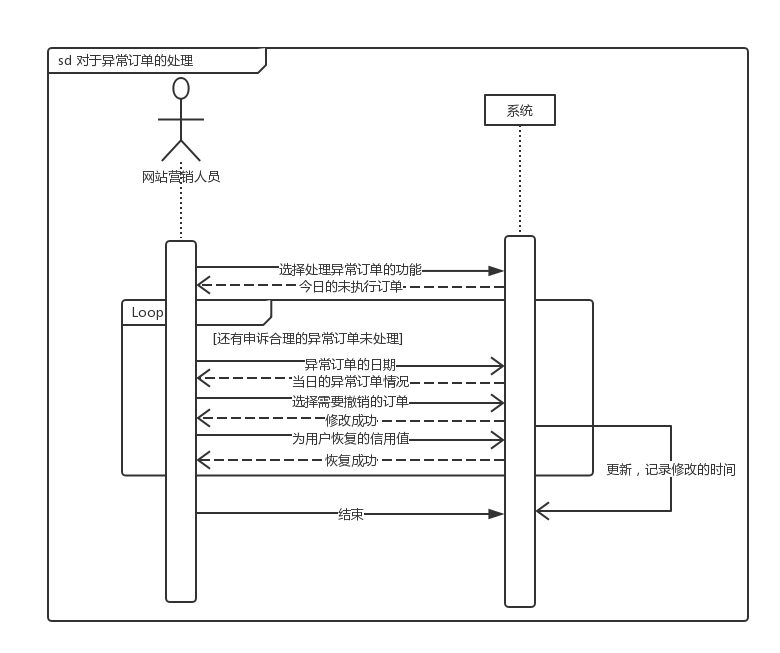 sd 对于异常订单的处理
系统
网站营销人员
选择处理异常订单的功能
今日的未执行订单
Loop
[还有申诉合理的异常订单未处理]
异常订单的日期
当日的异常订单情况
选择需要撤销的订单
修改成功
为用户恢复的信用值
恢复成功
更新，记录修改的时间
结束